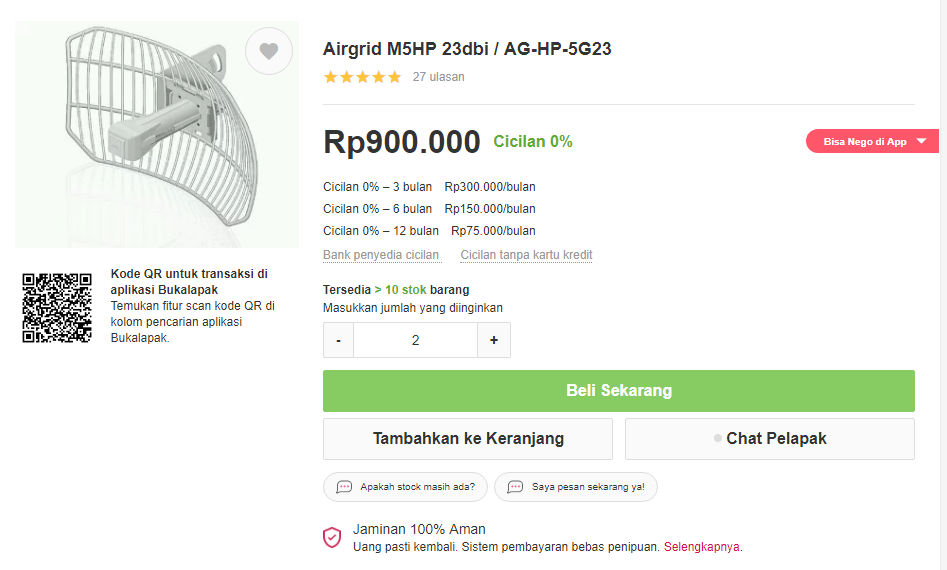 Airgrid M5HP 23dbi / AG-HP-5G23
27 ulasan
Rp900.000 Cicilan 0%
Bisa Nego di App
Cicilan 0% – 3 bulan Rp300.000/bulan
Cicilan 0% – 6 bulan Rp150.000/bulan
Cicilan 0% – 12 bulan Rp75.000/bulan
Bank penyedia cicilan Cicilan tanpa kartu kredit
Kode QR untuk transaksi di
aplikasi Bukalapak
Temukan fitur scan kode QR di
kolom pencarian aplikasi
Bukalapak.
Tersedia > 10 stok barang
Masukkan jumlah yang diinginkan
- 2 +
Beli Sekarang
Tambahkan ke Keranjang
Chat Pelapak
Apakah stock masih ada?
Saya pesan sekarang ya!
Jaminan 100% Aman
Uang pasti kembali. Sistem pembayaran bebas penipuan. Selengkapnya.